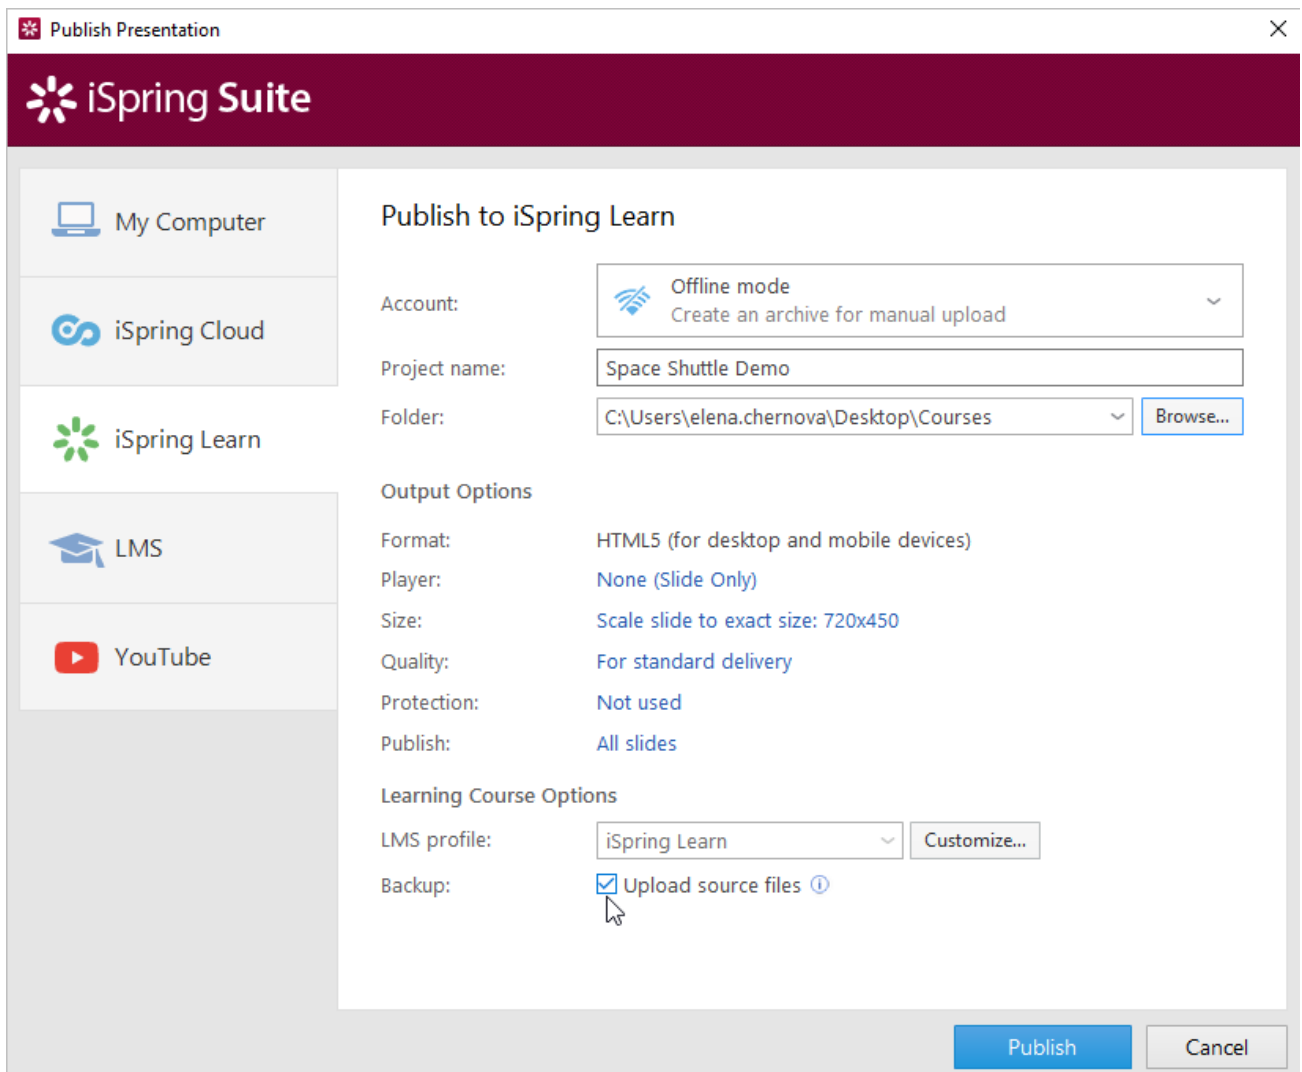 Publish Presentation
iSpring Suite
My Computer
iSpring Cloud
iSpring Learn
LMS
YouTube
Publish to iSpring Learn
Account:
Offline mode
Create an archive for manual upload
Project name:
Space Shuttle Demo
Folder:
C:\Users\elena.chernova\Desktop\Courses
Browse...
Output Options
Format:
HTML5 (for desktop and mobile devices)
Player:
None (Slide Only)
Size:
Scale slide to exact size: 720x450
Quality:
For standard delivery
Protection:
Not used
Publish:
All slides
Learning Course Options
LMS profile:
iSpring Learn
Customize...
Backup:
Upload source files
Publish
Cancel